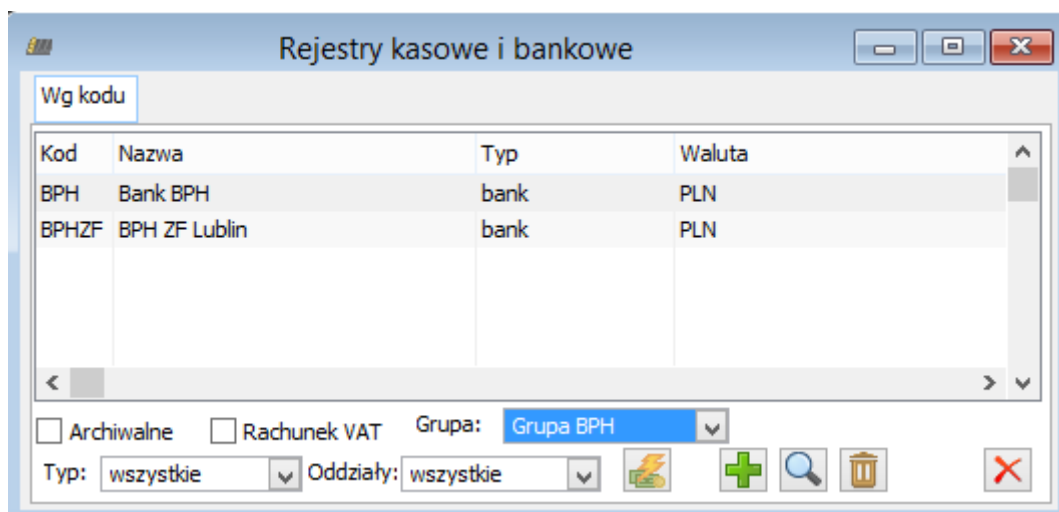 Rejestry kasowe i bankowe
Wg kodu
Kod Nazwa Typ Waluta
BPH Bank BPH bank PLN
BPHZF BPH ZF Lublin bank PLN
Archiwalne Rachunek VAT Grupa: Grupa BPH
Typ: wszystkie Oddziały: wszystkie